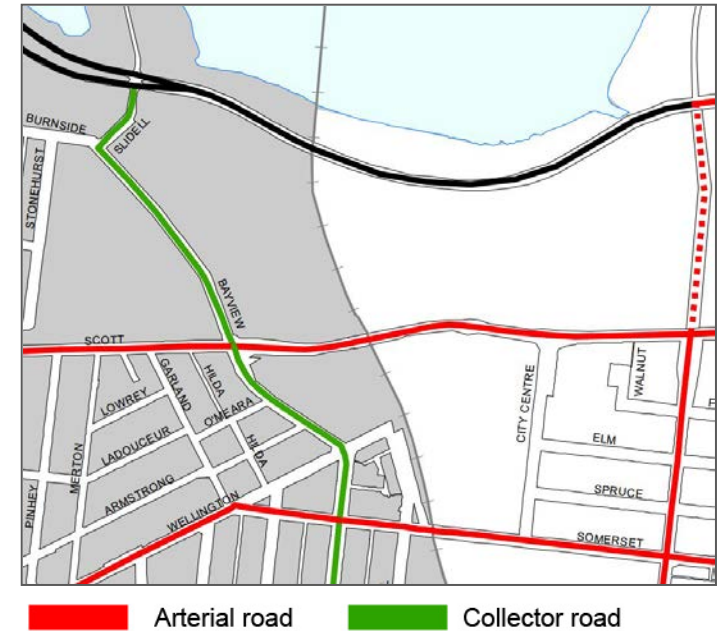 BURNSIDE
SLIDELL
STONEHURST
BAYVIEW
SCOTT
GARLAND
HILDA
LOWREY
O'MEARA
LADOUCEUR
HILDA
MERTON
ARMSTRONG
PINHEY
WELLINGTON
CITY CENTRE
WALNUT
ELM
SPRUCE
SOMERSET
Arterial road
Collector road